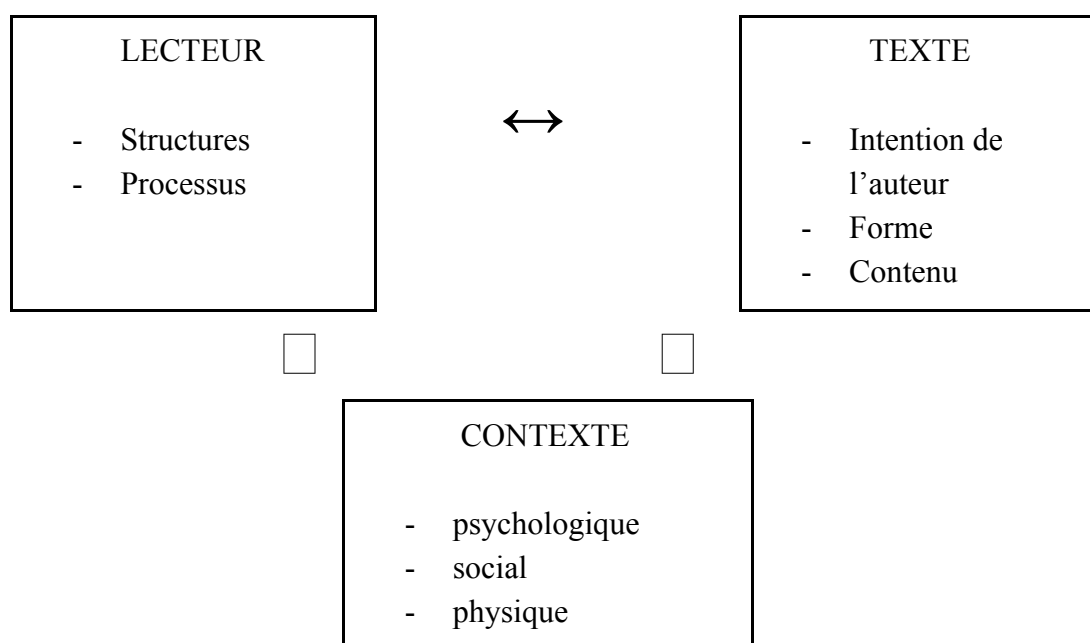 LECTEUR
- Structures
- Processus
↔
TEXTE
- Intention de
l’auteur
- Forme
- Contenu
CONTEXTE
- psychologique
- social
- physique